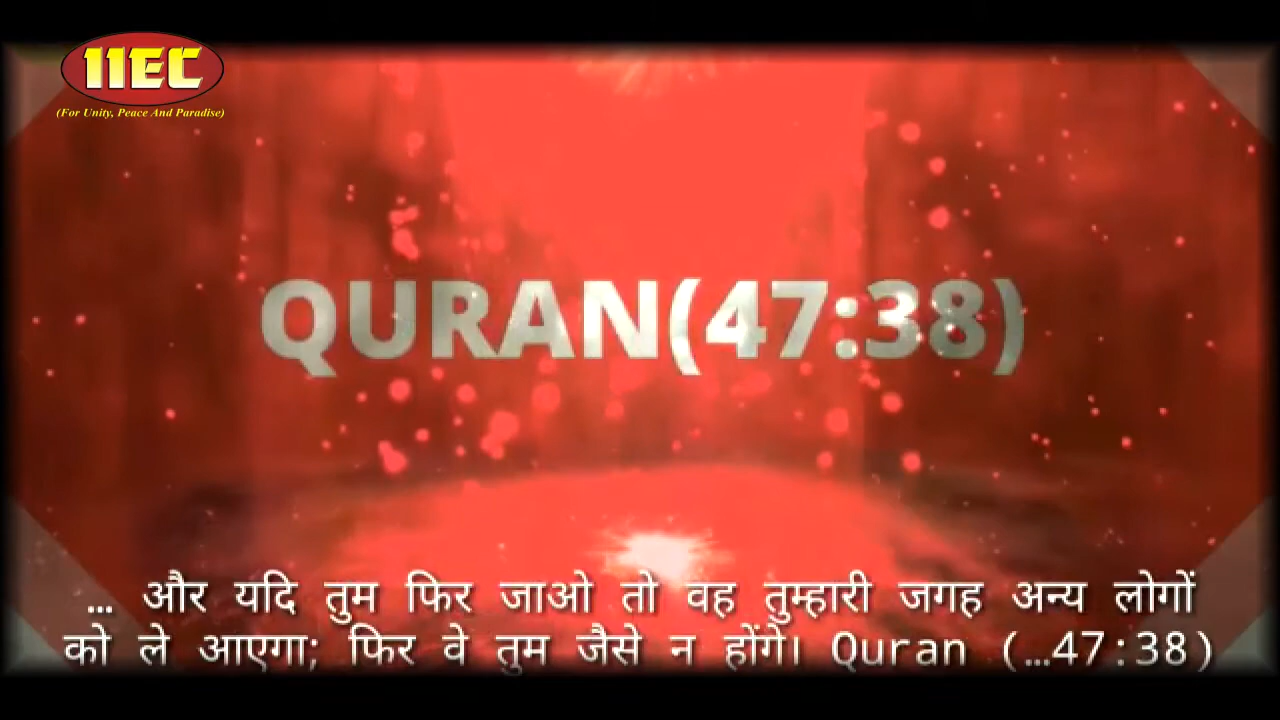 IIEC
(For Unity, Peace And Paradise)
QURAN(47:38)
... और यदि तुम फिर जाओ तो वह तुम्हारी जगह अन्य लोगों
को ले आएगा; फिर वे तुम जैसे न होंगे। Quran (...47:38)